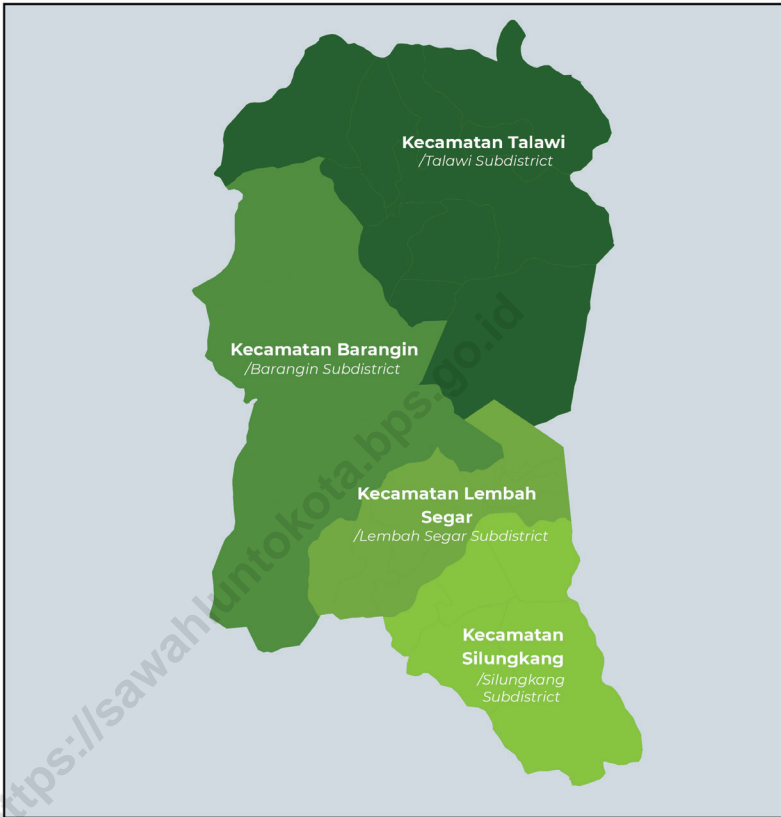 Kecamatan Talawi
/Talawi Subdistrict
Kecamatan Barangin
/Barangin Subdistrict
Kecamatan Lembah
Segar
/Lembah Segar Subdistrict
Kecamatan
Silungkang
/Silungkang
Subdistrict
ttps://sawahluntokota.bps.go.id